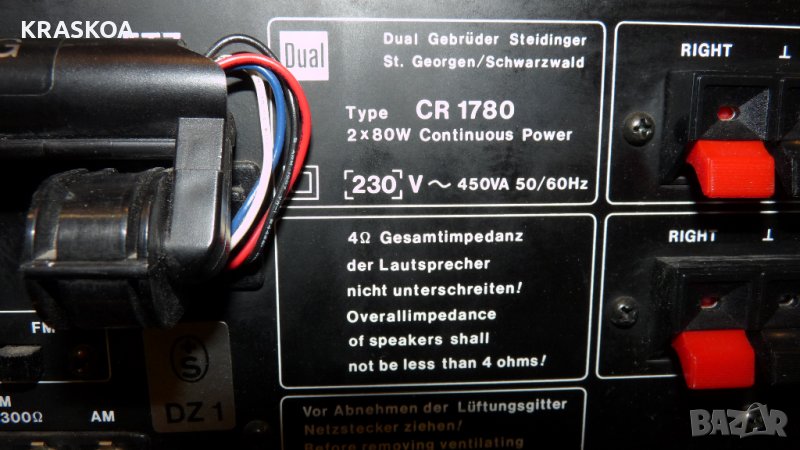 KRASKOA
Dual
Dual Gebrüder Steidinger
St. Georgen/Schwarzwald
Type CR 1780
2x80W Continuous Power
[230] V ~ 450VA 50/60Hz
4Ω Gesamtimpedanz
der Lautsprecher
nicht unterschreiten!
Overallimpedance
of speakers shall
not be less than 4 ohms!
Vor Abnehmen der Lüftungsgitter
Netzstecker ziehen!
Before removing ventilating
RIGHT ⊥
RIGHT ⊥
FM
300Ω
AM
S
DZ 1
BAZAR